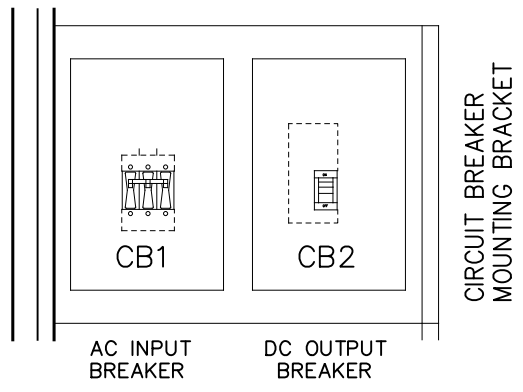 CB1
CB2
AC INPUT
BREAKER
DC OUTPUT
BREAKER
CIRCUIT BREAKER
MOUNTING BRACKET